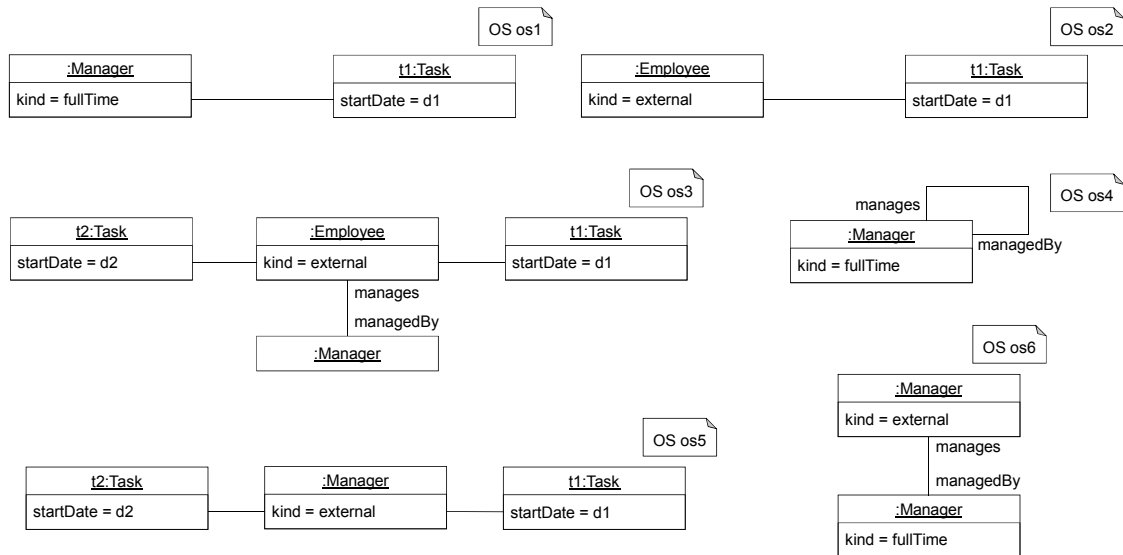 OS os1
:Manager
kind = fullTime
t1:Task
startDate = d1
OS os2
:Employee
kind = external
t1:Task
startDate = d1
OS os3
t2:Task
startDate = d2
:Employee
kind = external
t1:Task
startDate = d1
manages
managedBy
:Manager
OS os4
manages
:Manager
managedBy
kind = fullTime
OS os5
t2:Task
startDate = d2
:Manager
kind = external
t1:Task
startDate = d1
OS os6
:Manager
kind = external
manages
managedBy
:Manager
kind = fullTime